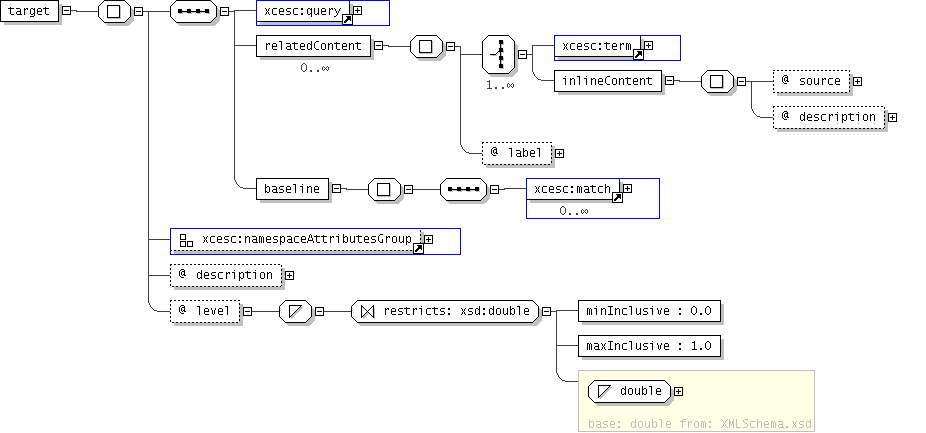 target
xcesc:query
relatedContent
0..∞
1..∞
xcesc:term
inlineContent
@ source
@ description
@ label
baseline
xcesc:match
0..∞
xcesc:namespaceAttributesGroup
@ description
@ level
restricts: xsd:double
minInclusive : 0.0
maxInclusive : 1.0
double
base: double from: XMLSchema.xsd